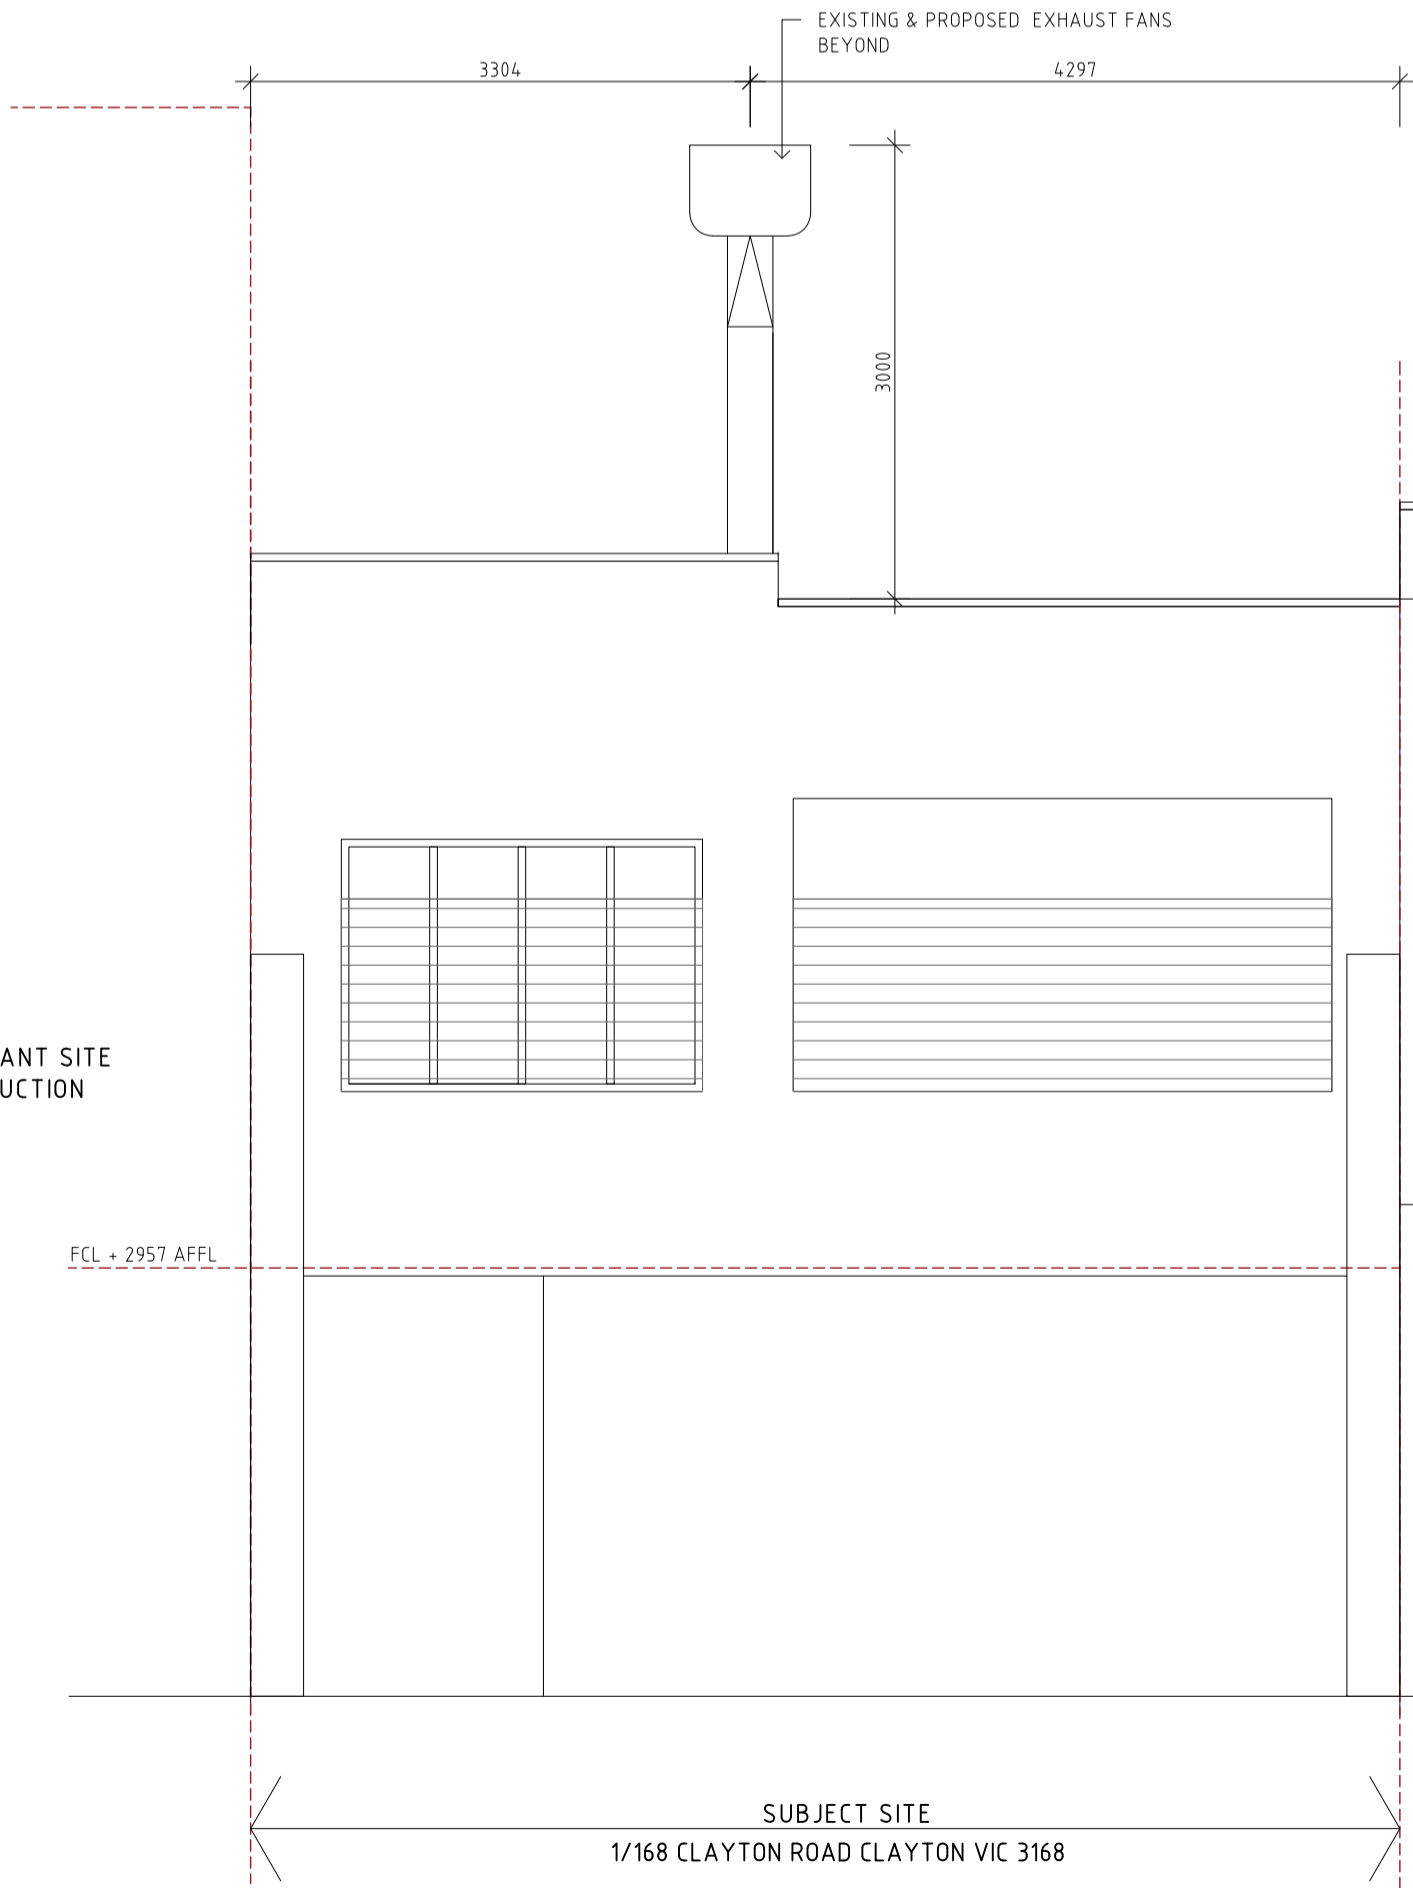 EXISTING & PROPOSED EXHAUST FANS
BEYOND
3304
4297
3000
ANT SITE
UCTION
FCL + 2957 AFFL
SUBJECT SITE
1/168 CLAYTON ROAD CLAYTON VIC 3168